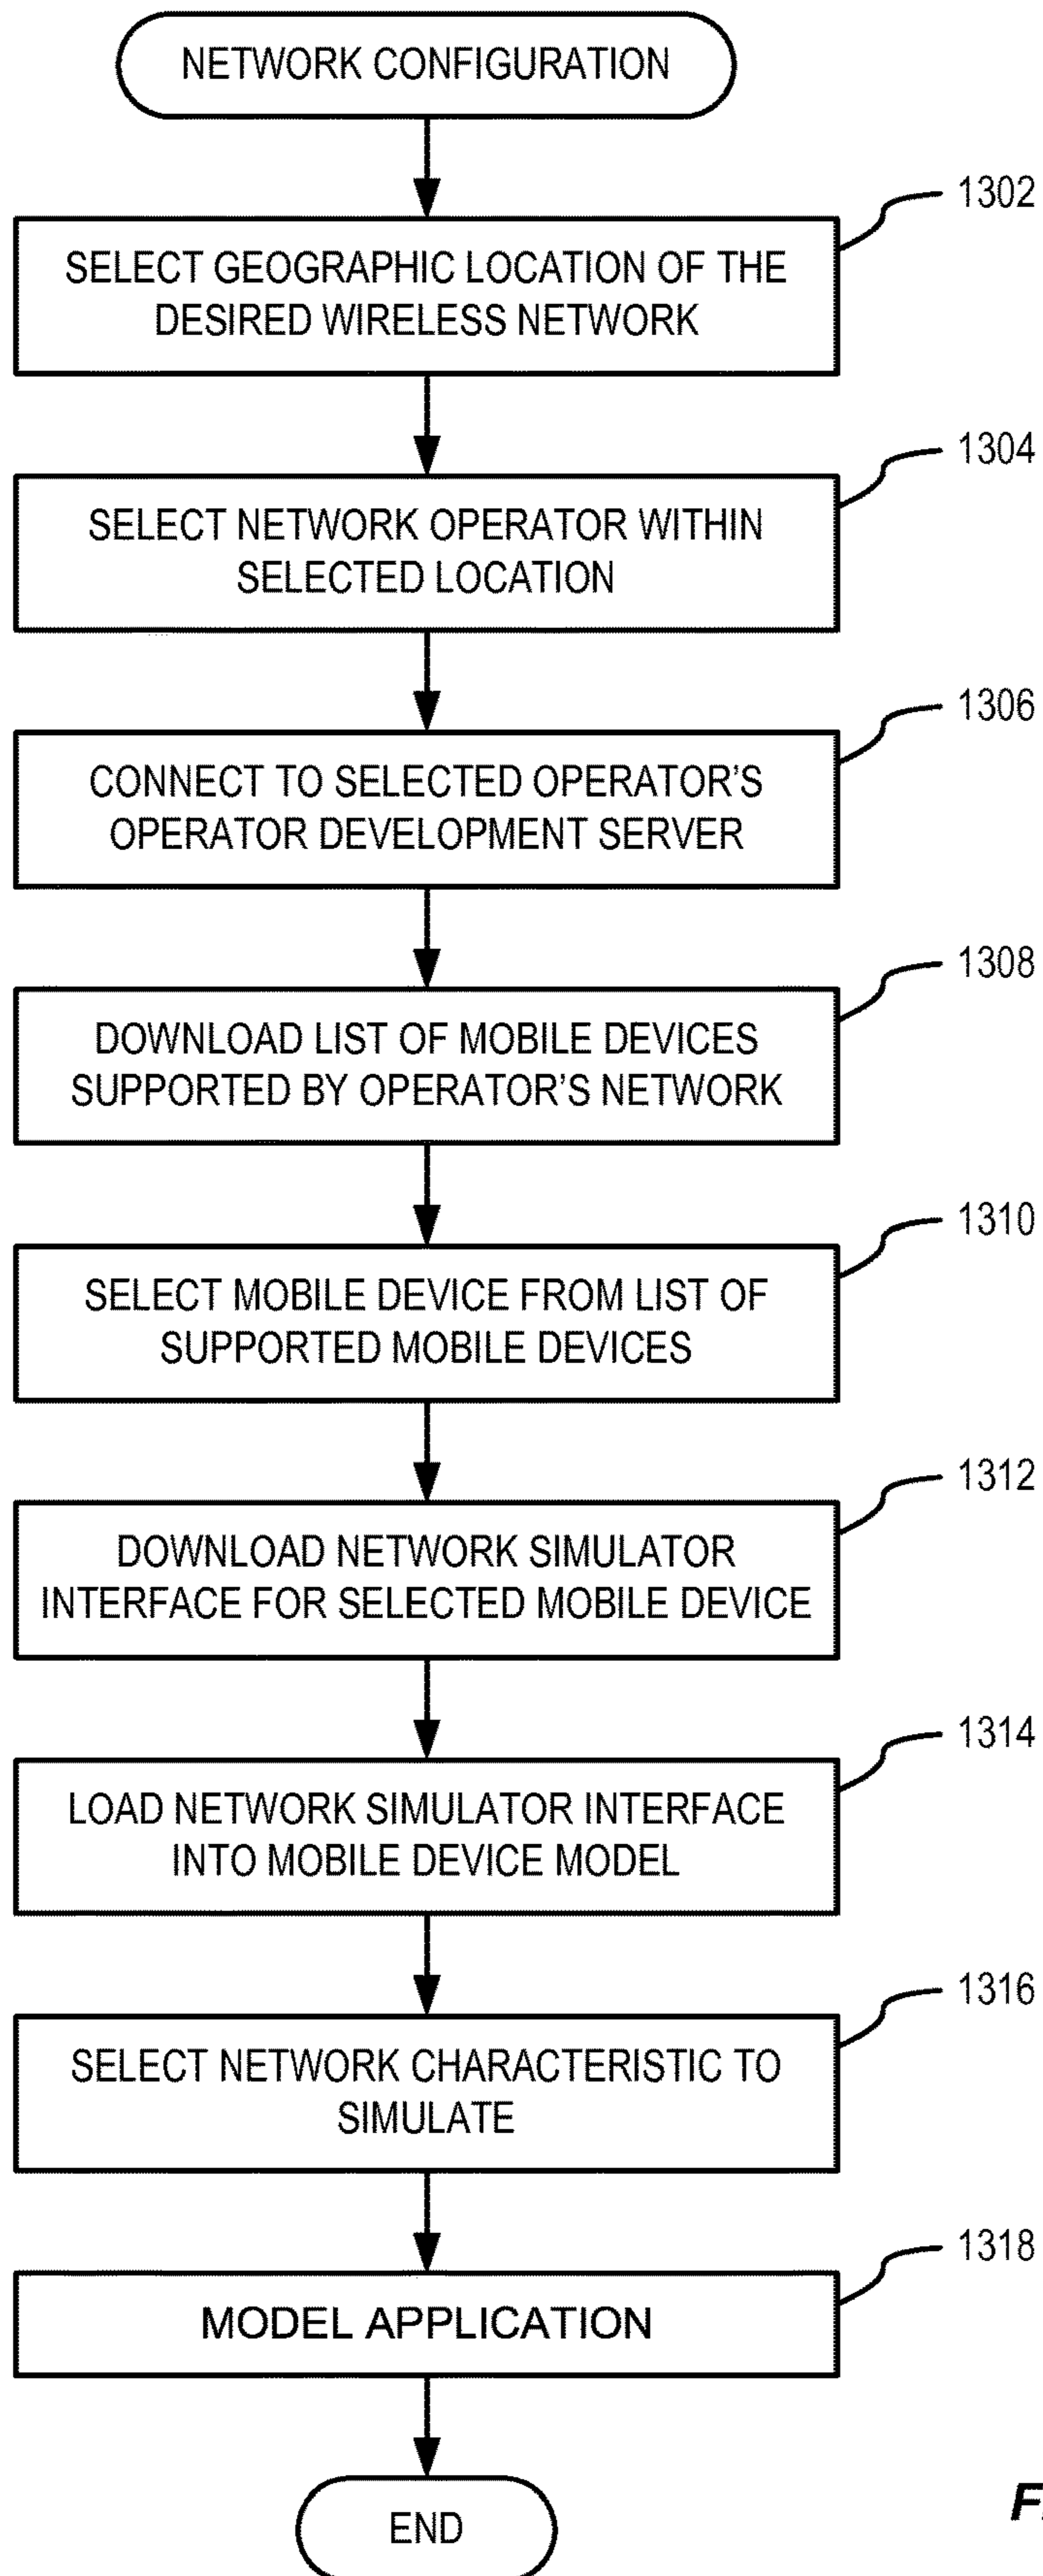 NETWORK CONFIGURATION
1302
SELECT GEOGRAPHIC LOCATION OF THE
DESIRED WIRELESS NETWORK
1304
SELECT NETWORK OPERATOR WITHIN
SELECTED LOCATION
1306
CONNECT TO SELECTED OPERATOR'S
OPERATOR DEVELOPMENT SERVER
1308
DOWNLOAD LIST OF MOBILE DEVICES
SUPPORTED BY OPERATOR'S NETWORK
1310
SELECT MOBILE DEVICE FROM LIST OF
SUPPORTED MOBILE DEVICES
1312
DOWNLOAD NETWORK SIMULATOR
INTERFACE FOR SELECTED MOBILE DEVICE
1314
LOAD NETWORK SIMULATOR INTERFACE
INTO MOBILE DEVICE MODEL
1316
SELECT NETWORK CHARACTERISTIC TO
SIMULATE
1318
MODEL APPLICATION
END